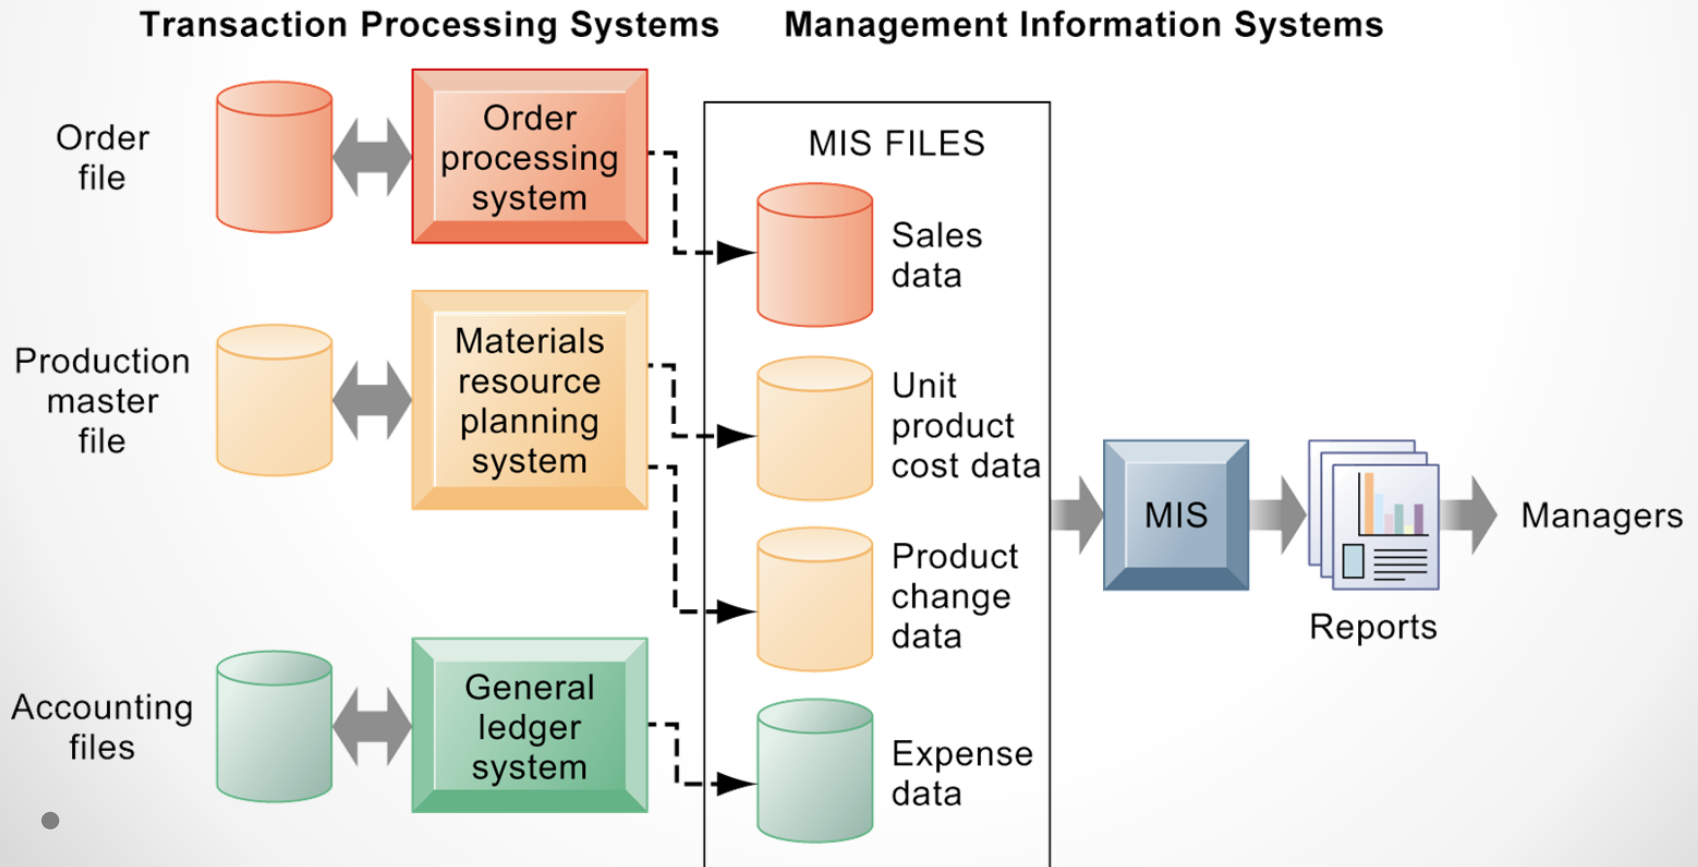 Transaction Processing Systems
Management Information Systems
Order
file
Order
processing
system
MIS FILES
Sales
data
Production
master
file
Materials
resource
planning
system
Unit
product
cost data
Product
change
data
MIS
Reports
Managers
Accounting
files
General
ledger
system
Expense
data